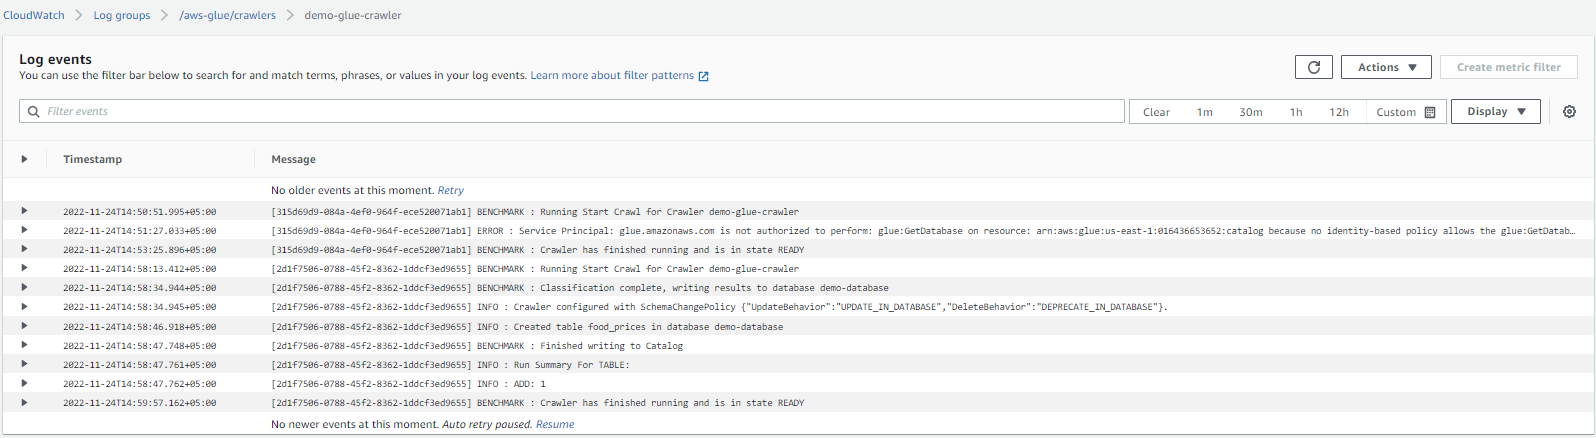 CloudWatch > Log groups > /aws-glue/crawlers > demo-glue-crawler
Log events
You can use the filter bar below to search for and match terms, phrases, or values in your log events. Learn more about filter patterns
Actions
Create metric filter
Filter events
Clear 1m 30m 1h 12h Custom
Display
Timestamp Message
No older events at this moment. Retry
2022-11-24T14:50:51.995+05:00 [315d69d9-084a-4ef0-964f-ece520071ab1] BENCHMARK : Running Start Crawl for Crawler demo-glue-crawler
2022-11-24T14:51:27.033+05:00 [315d69d9-084a-4ef0-964f-ece520071ab1] ERROR : Service Principal: glue.amazonaws.com is not authorized to perform: glue:GetDatabase on resource: arn:aws:glue:us-east-1:016436653652:catalog because no identity-based policy allows the glue:GetDatab…
2022-11-24T14:53:25.896+05:00 [315d69d9-084a-4ef0-964f-ece520071ab1] BENCHMARK : Crawler has finished running and is in state READY
2022-11-24T14:58:13.412+05:00 [2d1f7506-0788-45f2-8362-1ddcf3ed9655] BENCHMARK : Running Start Crawl for Crawler demo-glue-crawler
2022-11-24T14:58:34.944+05:00 [2d1f7506-0788-45f2-8362-1ddcf3ed9655] BENCHMARK : Classification complete, writing results to database demo-database
2022-11-24T14:58:34.945+05:00 [2d1f7506-0788-45f2-8362-1ddcf3ed9655] INFO : Crawler configured with SchemaChangePolicy {"UpdateBehavior":"UPDATE_IN_DATABASE","DeleteBehavior":"DEPRECATE_IN_DATABASE"}.
2022-11-24T14:58:46.918+05:00 [2d1f7506-0788-45f2-8362-1ddcf3ed9655] INFO : Created table food_prices in database demo-database
2022-11-24T14:58:47.748+05:00 [2d1f7506-0788-45f2-8362-1ddcf3ed9655] BENCHMARK : Finished writing to Catalog
2022-11-24T14:58:47.761+05:00 [2d1f7506-0788-45f2-8362-1ddcf3ed9655] INFO : Run Summary For TABLE:
2022-11-24T14:58:47.762+05:00 [2d1f7506-0788-45f2-8362-1ddcf3ed9655] INFO : ADD: 1
2022-11-24T14:59:57.162+05:00 [2d1f7506-0788-45f2-8362-1ddcf3ed9655] BENCHMARK : Crawler has finished running and is in state READY
No newer events at this moment. Auto retry paused. Resume